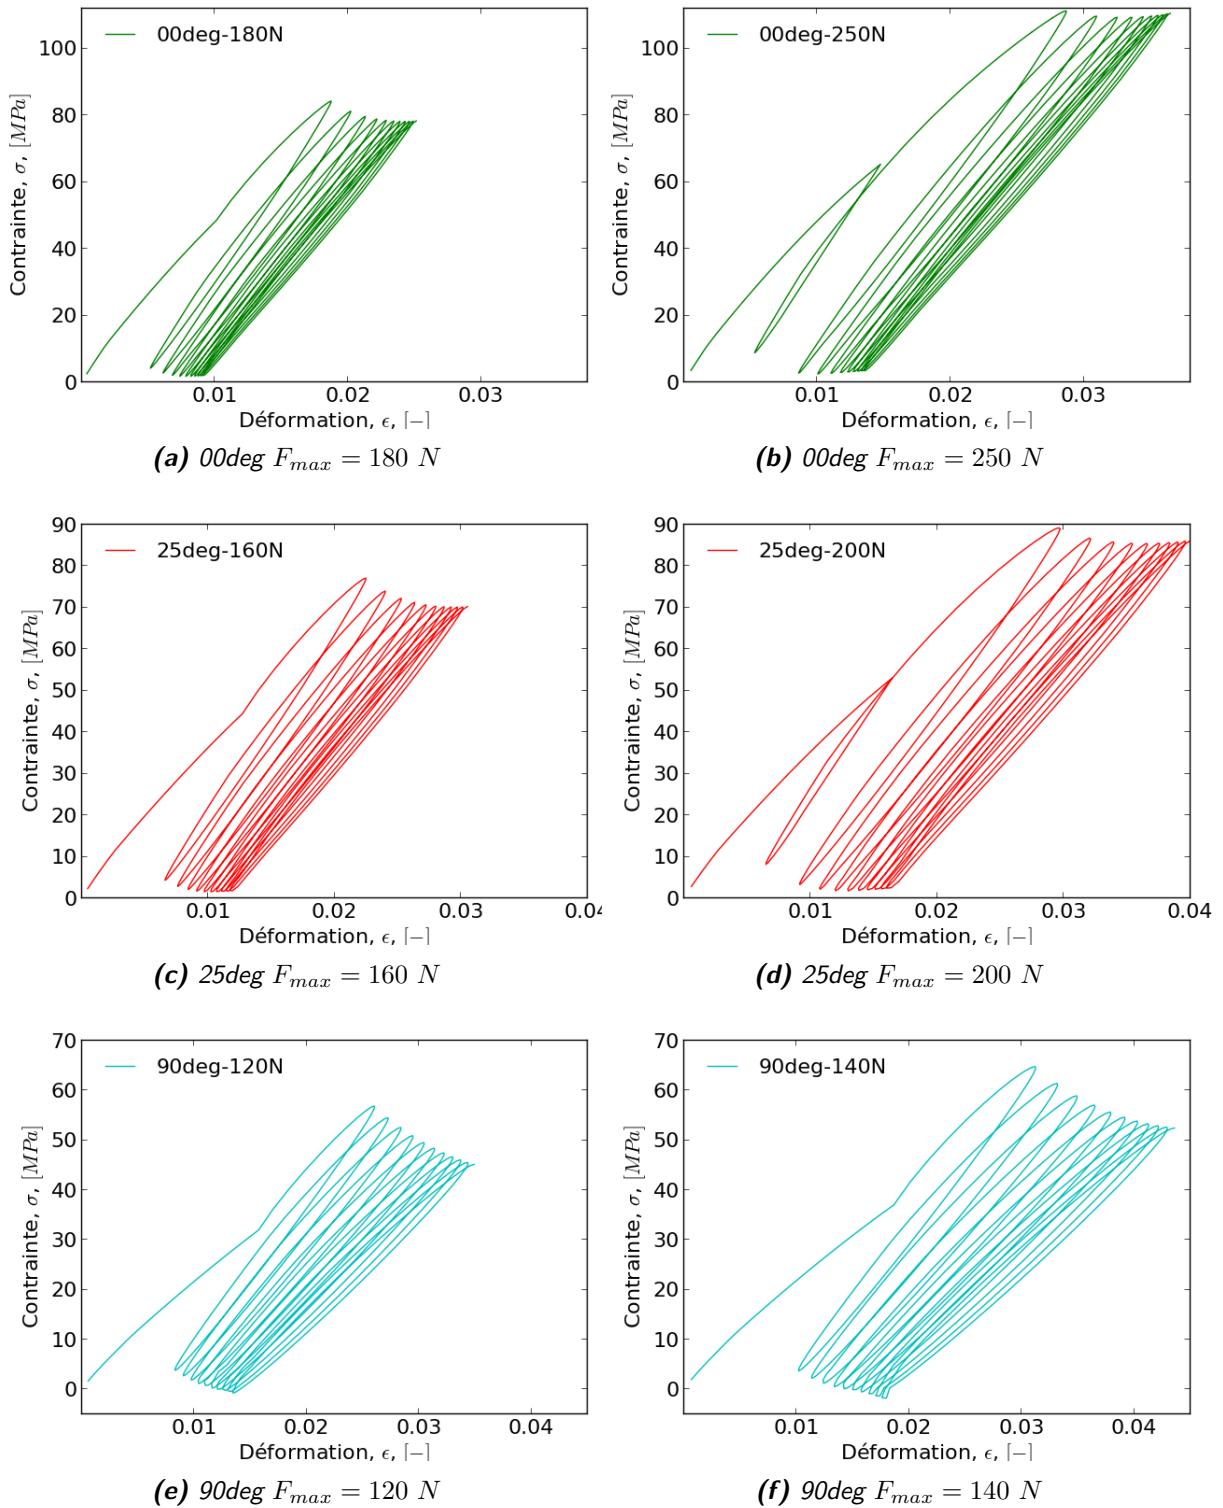 00deg-180N
100
80
60
40
20
0
0.01 0.02 0.03
Contrainte, σ, [MPa]
Déformation, ϵ, [−]
(a) 00deg F_max = 180 N
00deg-250N
100
80
60
40
20
0
0.01 0.02 0.03
Contrainte, σ, [MPa]
Déformation, ϵ, [−]
(b) 00deg F_max = 250 N
25deg-160N
90
80
70
60
50
40
30
20
10
0
0.01 0.02 0.03 0.04
Contrainte, σ, [MPa]
Déformation, ϵ, [−]
(c) 25deg F_max = 160 N
25deg-200N
90
80
70
60
50
40
30
20
10
0
0.01 0.02 0.03 0.04
Contrainte, σ, [MPa]
Déformation, ϵ, [−]
(d) 25deg F_max = 200 N
90deg-120N
70
60
50
40
30
20
10
0
0.01 0.02 0.03 0.04
Contrainte, σ, [MPa]
Déformation, ϵ, [−]
(e) 90deg F_max = 120 N
90deg-140N
70
60
50
40
30
20
10
0
0.01 0.02 0.03 0.04
Contrainte, σ, [MPa]
Déformation, ϵ, [−]
(f) 90deg F_max = 140 N